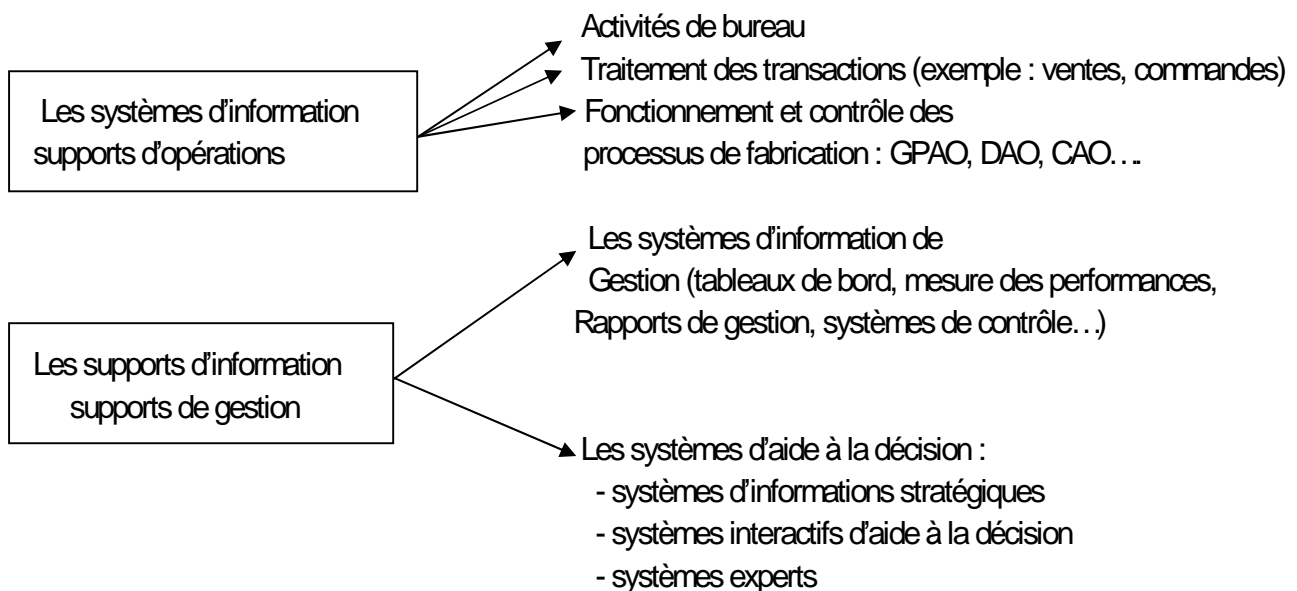 Activités de bureau
Traitement des transactions (exemple : ventes, commandes)
Les systèmes d'information
supports d'opérations
Fonctionnement et contrôle des
processus de fabrication : GPAO, DAO, CAO….
Les systèmes d'information de
Gestion (tableaux de bord, mesure des performances,
Rapports de gestion, systèmes de contrôle…)
Les supports d'information
supports de gestion
Les systèmes d'aide à la décision :
- systèmes d'informations stratégiques
- systèmes interactifs d'aide à la décision
- systèmes experts